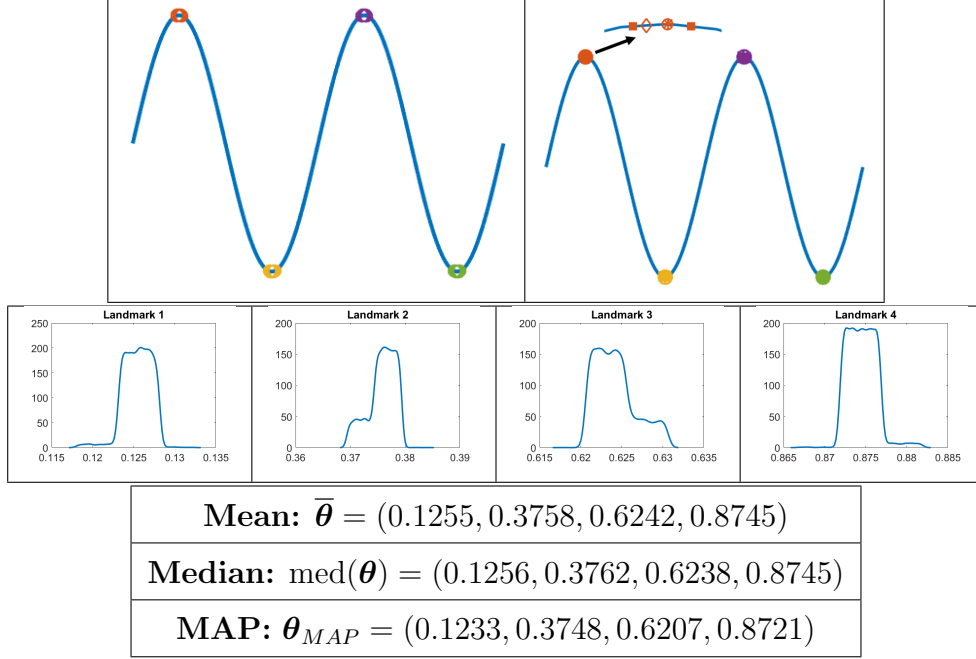 Landmark 1
250
200
150
100
50
0
0.115 0.12 0.125 0.13 0.135
Landmark 2
200
150
100
50
0
0.36 0.37 0.38 0.39
Landmark 3
200
150
100
50
0
0.615 0.62 0.625 0.63 0.635
Landmark 4
200
150
100
50
0
0.865 0.87 0.875 0.88 0.885
Mean: \overline{θ} = (0.1255, 0.3758, 0.6242, 0.8745)
Median: med(θ) = (0.1256, 0.3762, 0.6238, 0.8745)
MAP: θ_{MAP} = (0.1233, 0.3748, 0.6207, 0.8721)